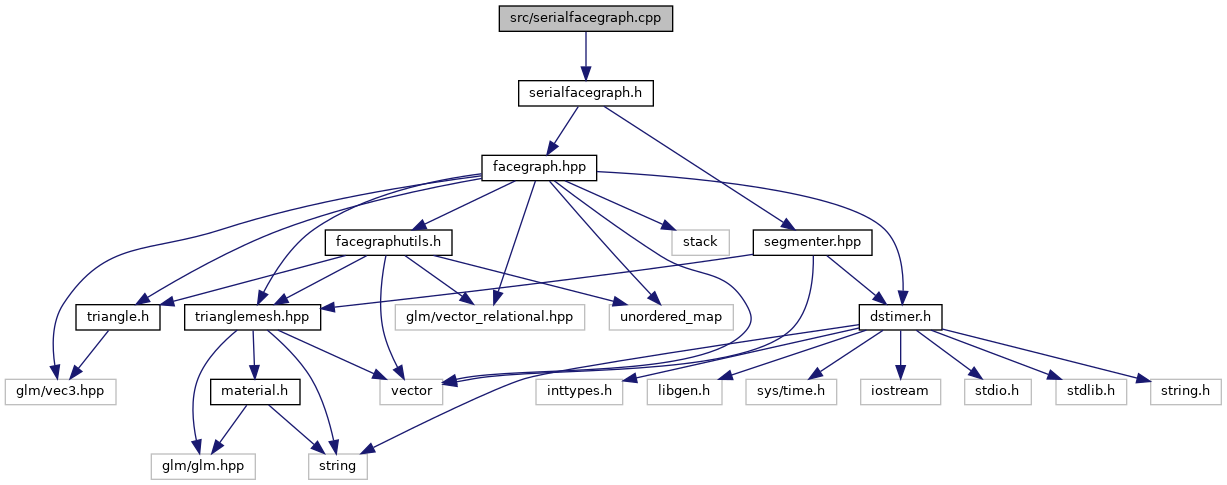 src/serialfacegraph.cpp
serialfacegraph.h
facegraph.hpp
facegraphutils.h
stack
segmenter.hpp
triangle.h
trianglemesh.hpp
glm/vector_relational.hpp
unordered_map
dstimer.h
glm/vec3.hpp
material.h
vector
inttypes.h
libgen.h
sys/time.h
iostream
stdio.h
stdlib.h
string.h
glm/glm.hpp
string